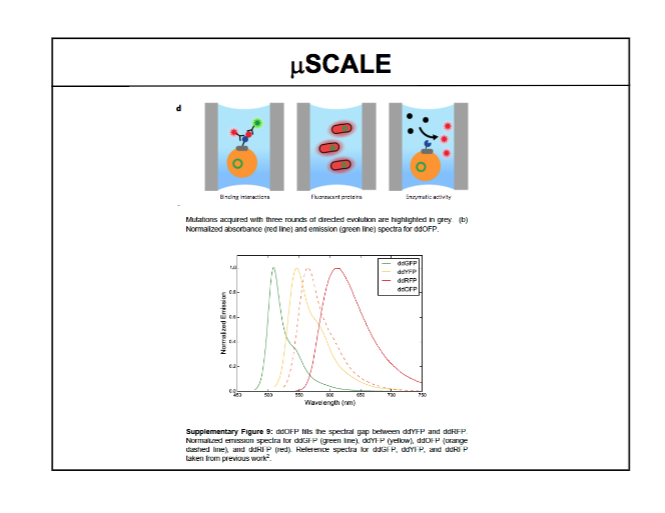 μSCALE
d
Binding interactions
Fluorescent proteins
Enzymatic activity
Mutations acquired with three rounds of directed evolution are highlighted in grey. (b)
Normalized absorbance (red line) and emission (green line) spectra for ddOFP.
ddGFP
ddYFP
ddRFP
ddOFP
Normalized Emission
1.0
0.8
0.6
0.4
0.2
0.0
450
500
550
600
650
700
750
Wavelength (nm)
Supplementary Figure 9: ddOFP fills the spectral gap between ddYFP and ddRFP.
Normalized emission spectra for ddGFP (green line), ddYFP (yellow), ddOFP (orange
dashed line), and ddRFP (red). Reference spectra for ddGFP, ddYFP, and ddRFP
taken from previous work².